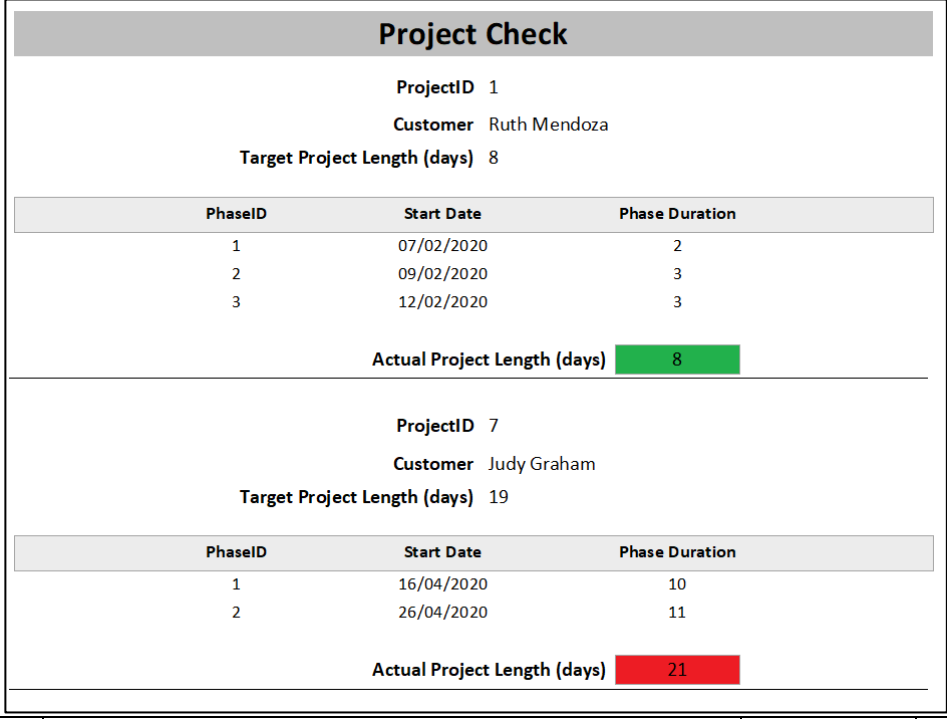 Project Check
ProjectID 1
Customer Ruth Mendoza
Target Project Length (days) 8
PhaseID Start Date Phase Duration
1 07/02/2020 2
2 09/02/2020 3
3 12/02/2020 3
Actual Project Length (days) 8
ProjectID 7
Customer Judy Graham
Target Project Length (days) 19
PhaseID Start Date Phase Duration
1 16/04/2020 10
2 26/04/2020 11
Actual Project Length (days) 21